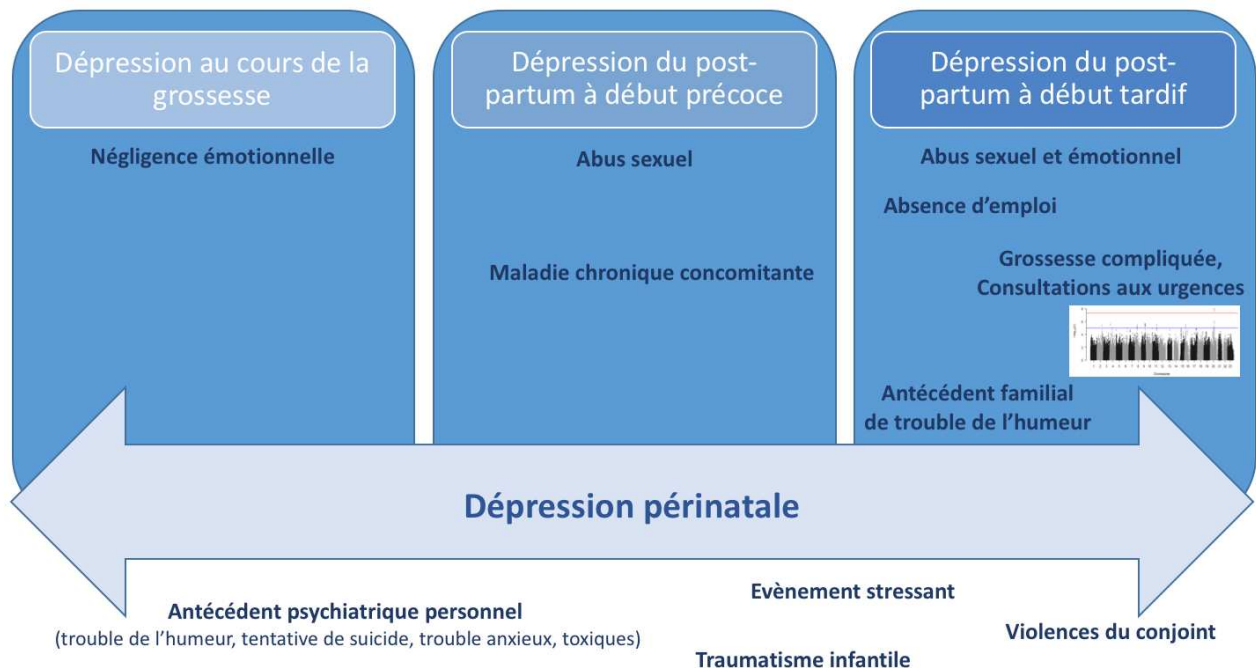 Dépression au cours de la
grossesse
Négligence émotionnelle
Dépression du post-
partum à début précoce
Abus sexuel
Maladie chronique concomitante
Dépression du post-
partum à début tardif
Abus sexuel et émotionnel
Absence d'emploi
Grossesse compliquée,
Consultations aux urgences
Antécédent familial
de trouble de l'humeur
Dépression périnatale
Antécédent psychiatrique personnel
(trouble de l'humeur, tentative de suicide, trouble anxieux, toxiques)
Evènement stressant
Traumatisme infantile
Violences du conjoint